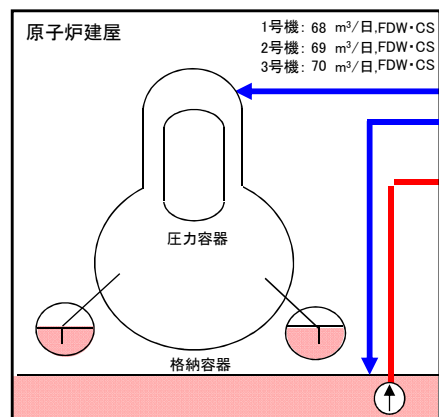 原子炉建屋
1号機: 68 m³/日,FDW・CS
2号機: 69 m³/日,FDW・CS
3号機: 70 m³/日,FDW・CS
圧力容器
格納容器